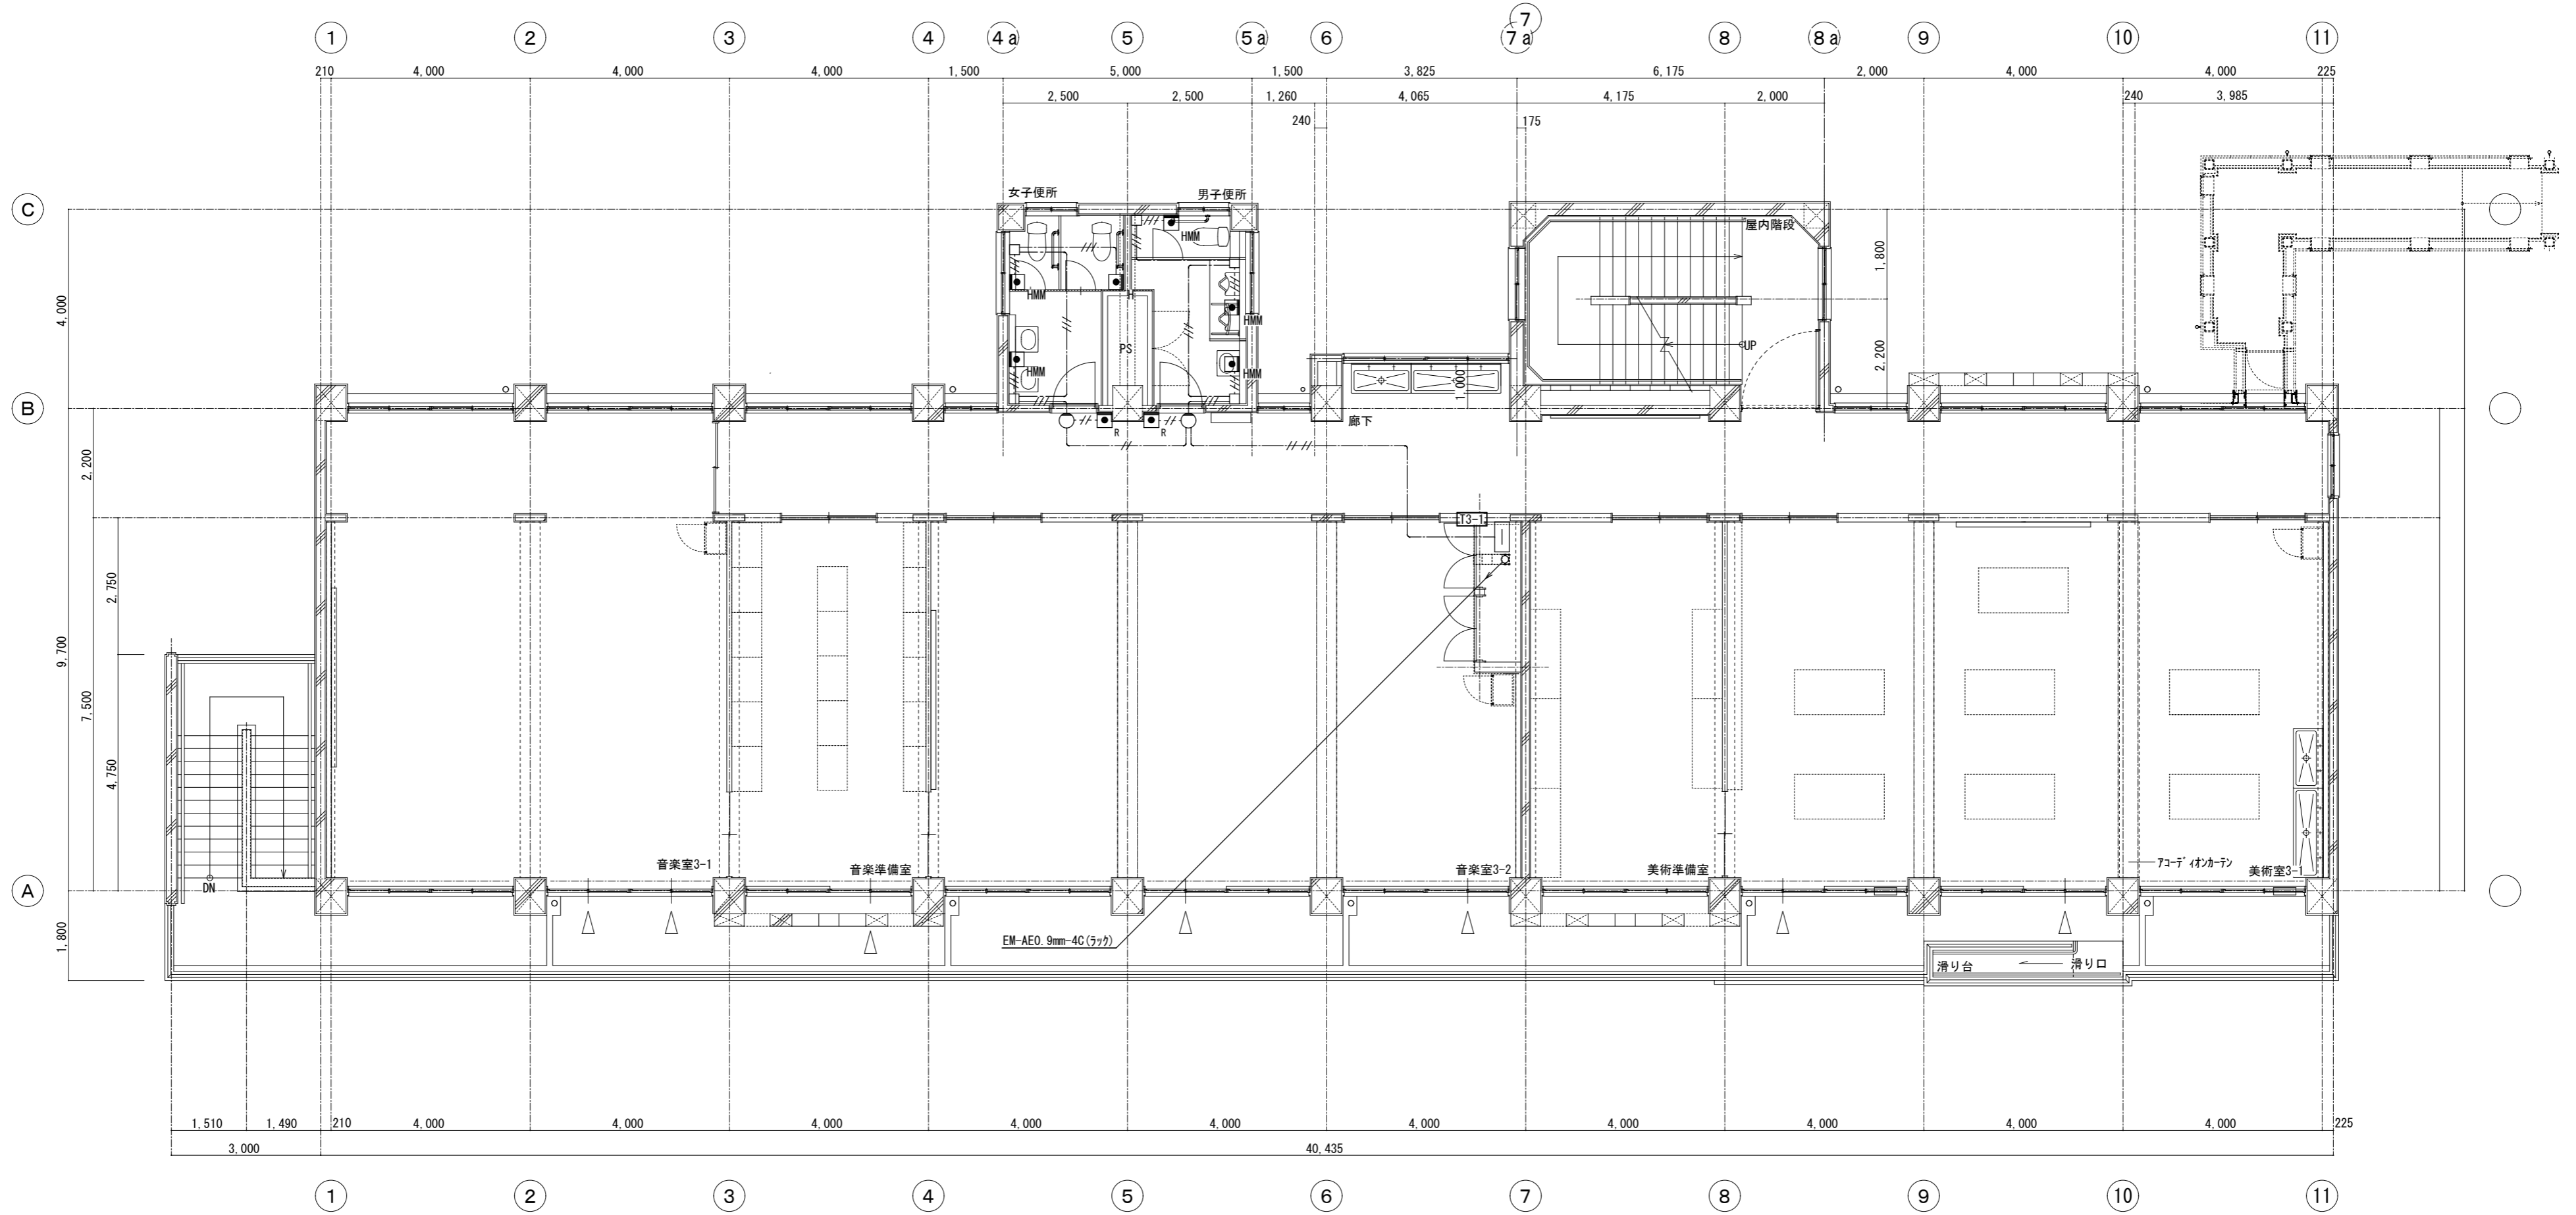 1 2 3 4 4a 5 5a 6 7 7a 8 8a 9 10 11
210 4,000 4,000 4,000 1,500 5,000 1,500 3,825 6,175 2,000 4,000 4,000 225
2,500 2,500 1,260 4,065 4,175 2,000 240 3,985
240 175
女子便所 男子便所
C
屋内階段
HMM
1,800
HMM H
4,000
HMM
PS
UP
2,200
HMM HMM
1,000
B
R R
廊下
2,200
T3-1
2,750
9,700
7,500
4,750
音楽室3-1 音楽準備室 音楽室3-2 美術準備室 アコーディオンカーテン 美術室3-1
DN
A
1,800
EM-AE0.9mm-4C(ラック)
滑り台 滑り口
1,510 1,490 210 4,000 4,000 4,000 4,000 4,000 4,000 4,000 4,000 4,000 4,000 225
3,000 40,435
1 2 3 4 5 6 7 8 9 10 11